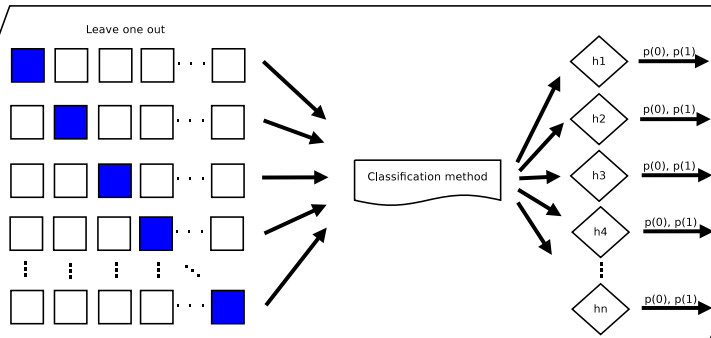 Leave one out
Classification method
h1
p(0), p(1)
h2
p(0), p(1)
h3
p(0), p(1)
h4
p(0), p(1)
hn
p(0), p(1)